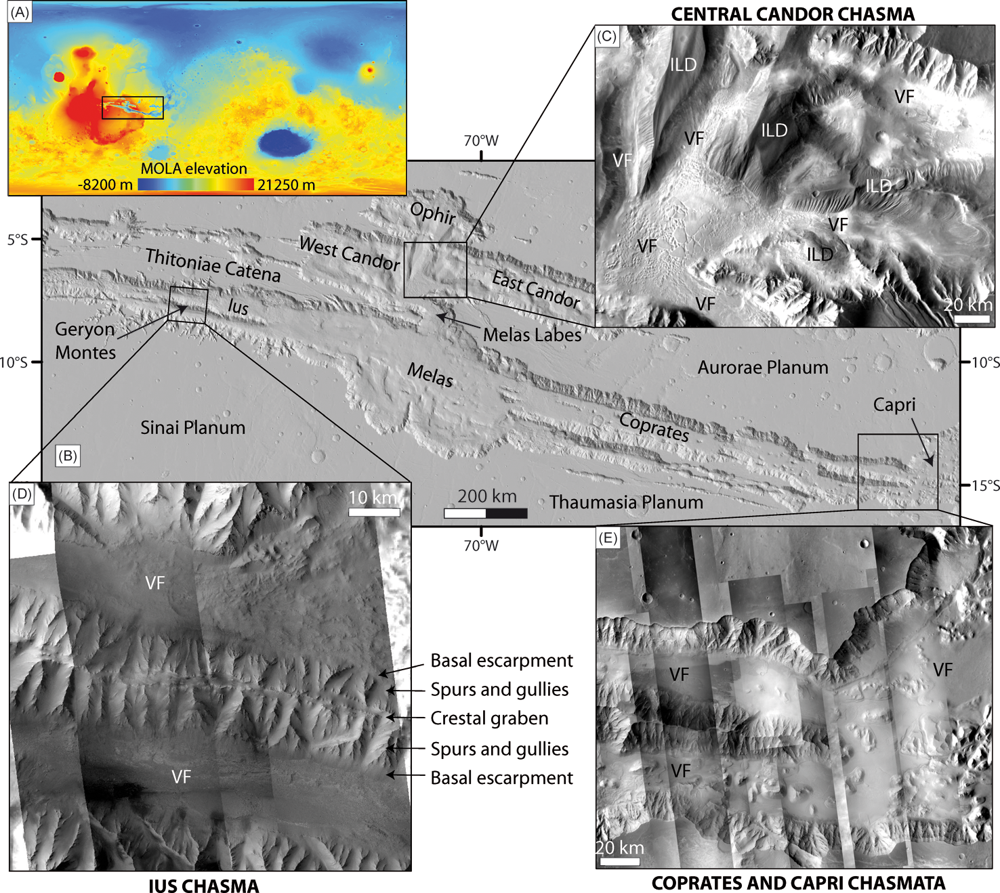 (A)
MOLA elevation
-8200 m
21250 m
CENTRAL CANDOR CHASMA
(C)
ILD
VF
ILD
VF
VF
ILD
VF
VF
ILD
VF
20 km
70°W
5°S
10°S
Ophir
West Candor
Thitoniae Catena
East Candor
Ius
Geryon
Montes
Melas Labes
Melas
Aurorae Planum
10°S
Capri
Sinai Planum
Coprates
(B)
15°S
200 km
Thaumasia Planum
70°W
(D)
10 km
VF
VF
Basal escarpment
Spurs and gullies
Crestal graben
Spurs and gullies
Basal escarpment
IUS CHASMA
(E)
VF
VF
VF
20 km
COPRATES AND CAPRI CHASMATA